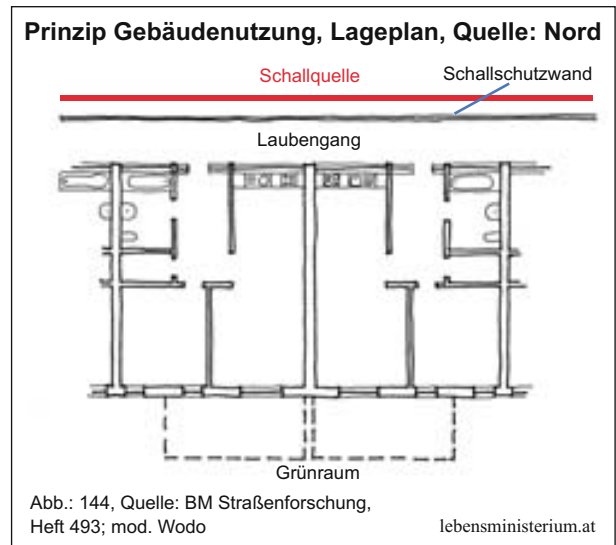 Prinzip Gebäudenutzung, Lageplan, Quelle: Nord
Schallquelle
Schallschutzwand
Laubengang
Grünraum
Abb.: 144, Quelle: BM Straßenforschung,
Heft 493; mod. Wodo
lebensministerium.at